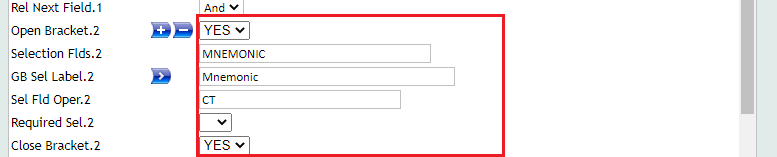 Rel Next Field.1 And
Open Bracket.2 YES
Selection Flds.2 MNEMONIC
GB Sel Label.2 Mnemonic
Sel Fld Oper.2 CT
Required Sel.2
Close Bracket.2 YES